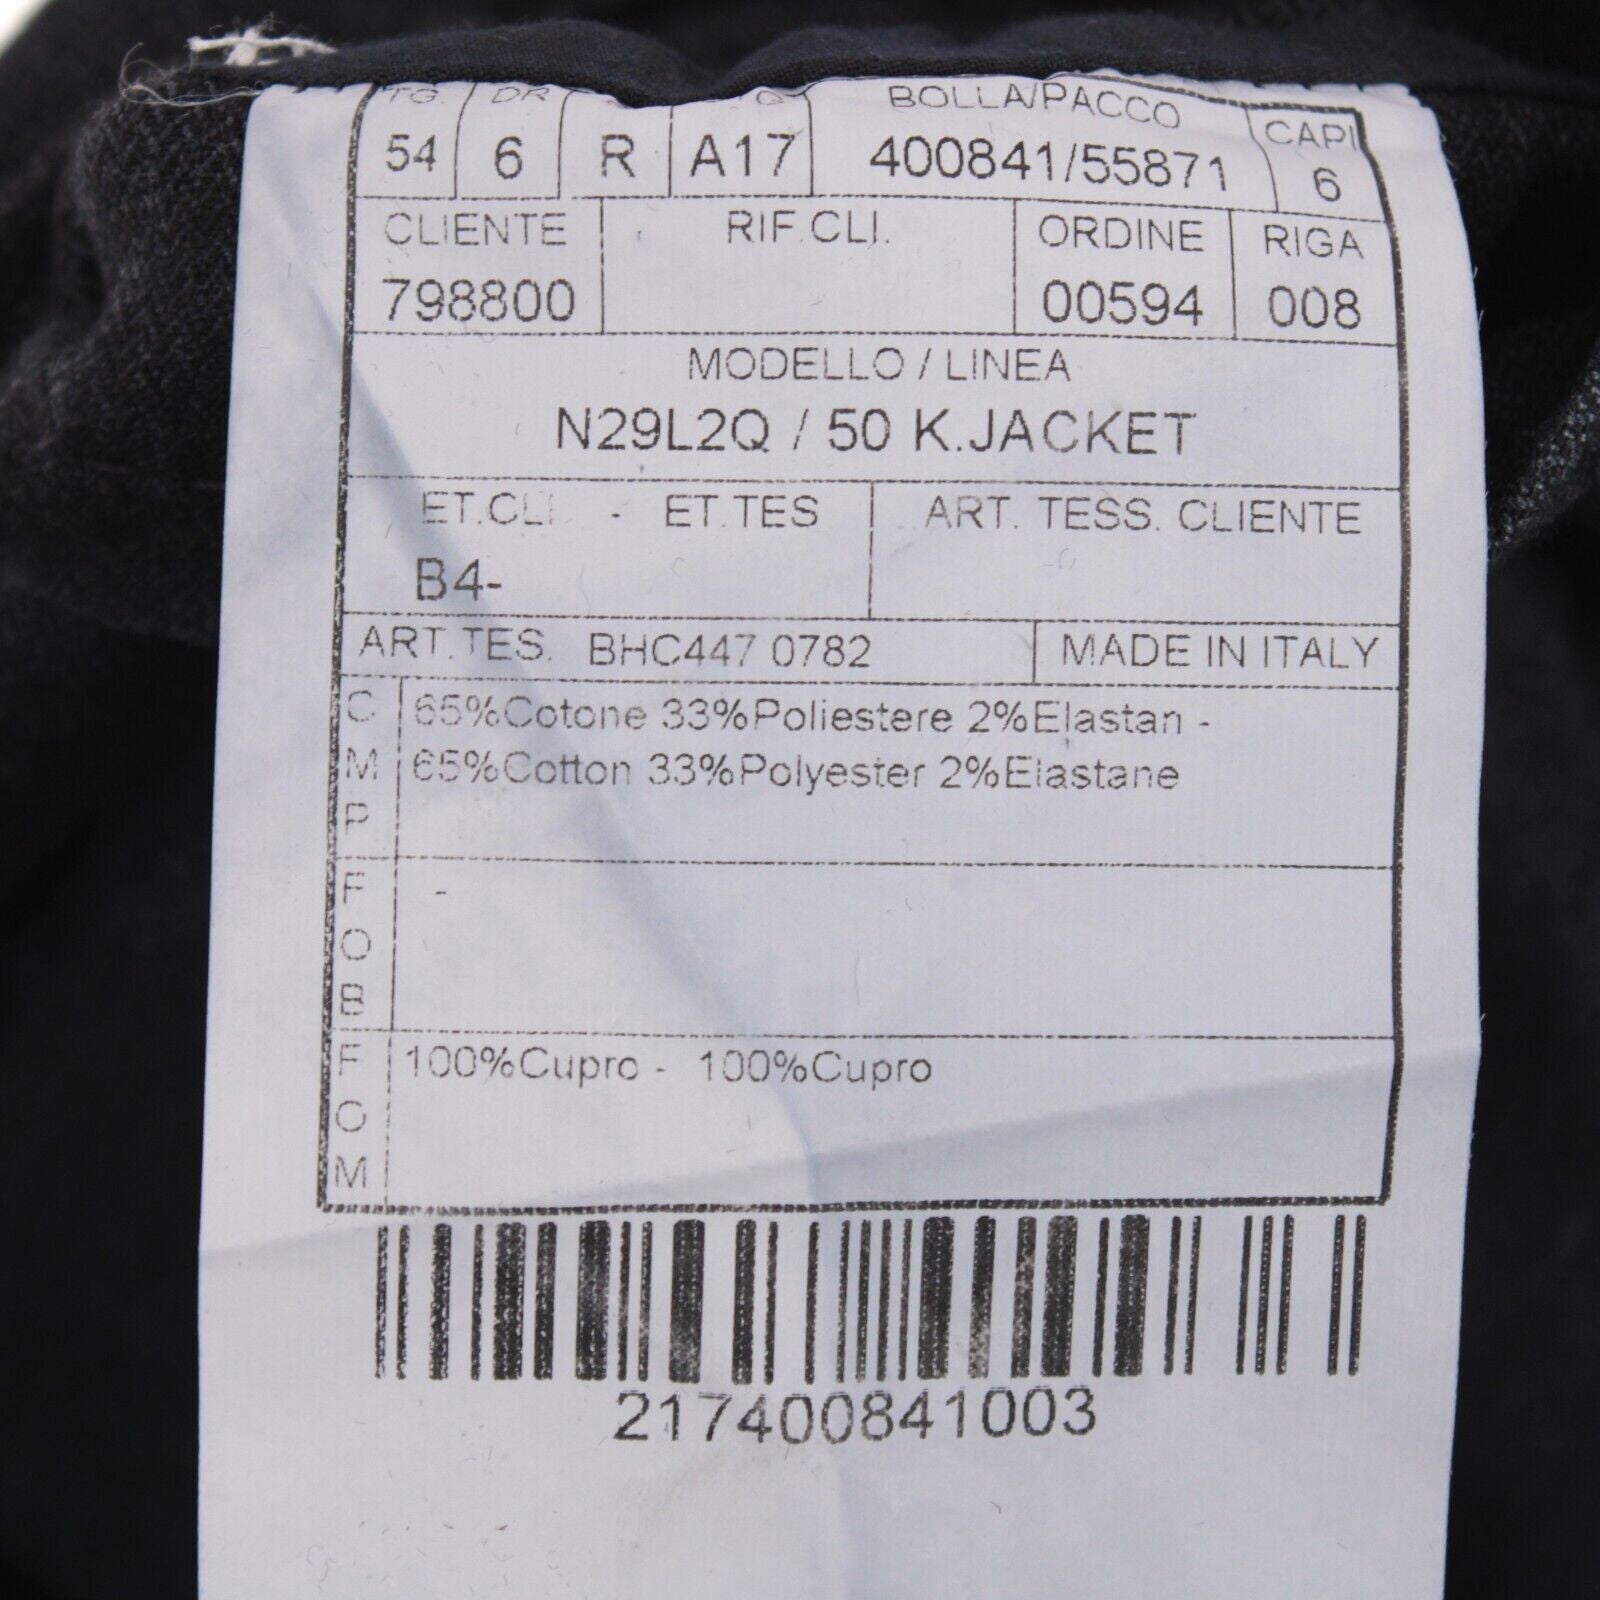 TG. DR BOLLA/PACCO CAPI
54 6 R A17 400841/55871 6
CLIENTE RIF.CLI. ORDINE RIGA
798800 00594 008
MODELLO / LINEA
N29L2Q / 50 K.JACKET
ET.CLI - ET.TES ART. TESS. CLIENTE
B4-
ART.TES. BHC447 0782 MADE IN ITALY
C M P
65%Cotone 33%Poliestere 2%Elastan -
65%Cotton 33%Polyester 2%Elastane
F O B
-
F O M
100%Cupro - 100%Cupro
217400841003